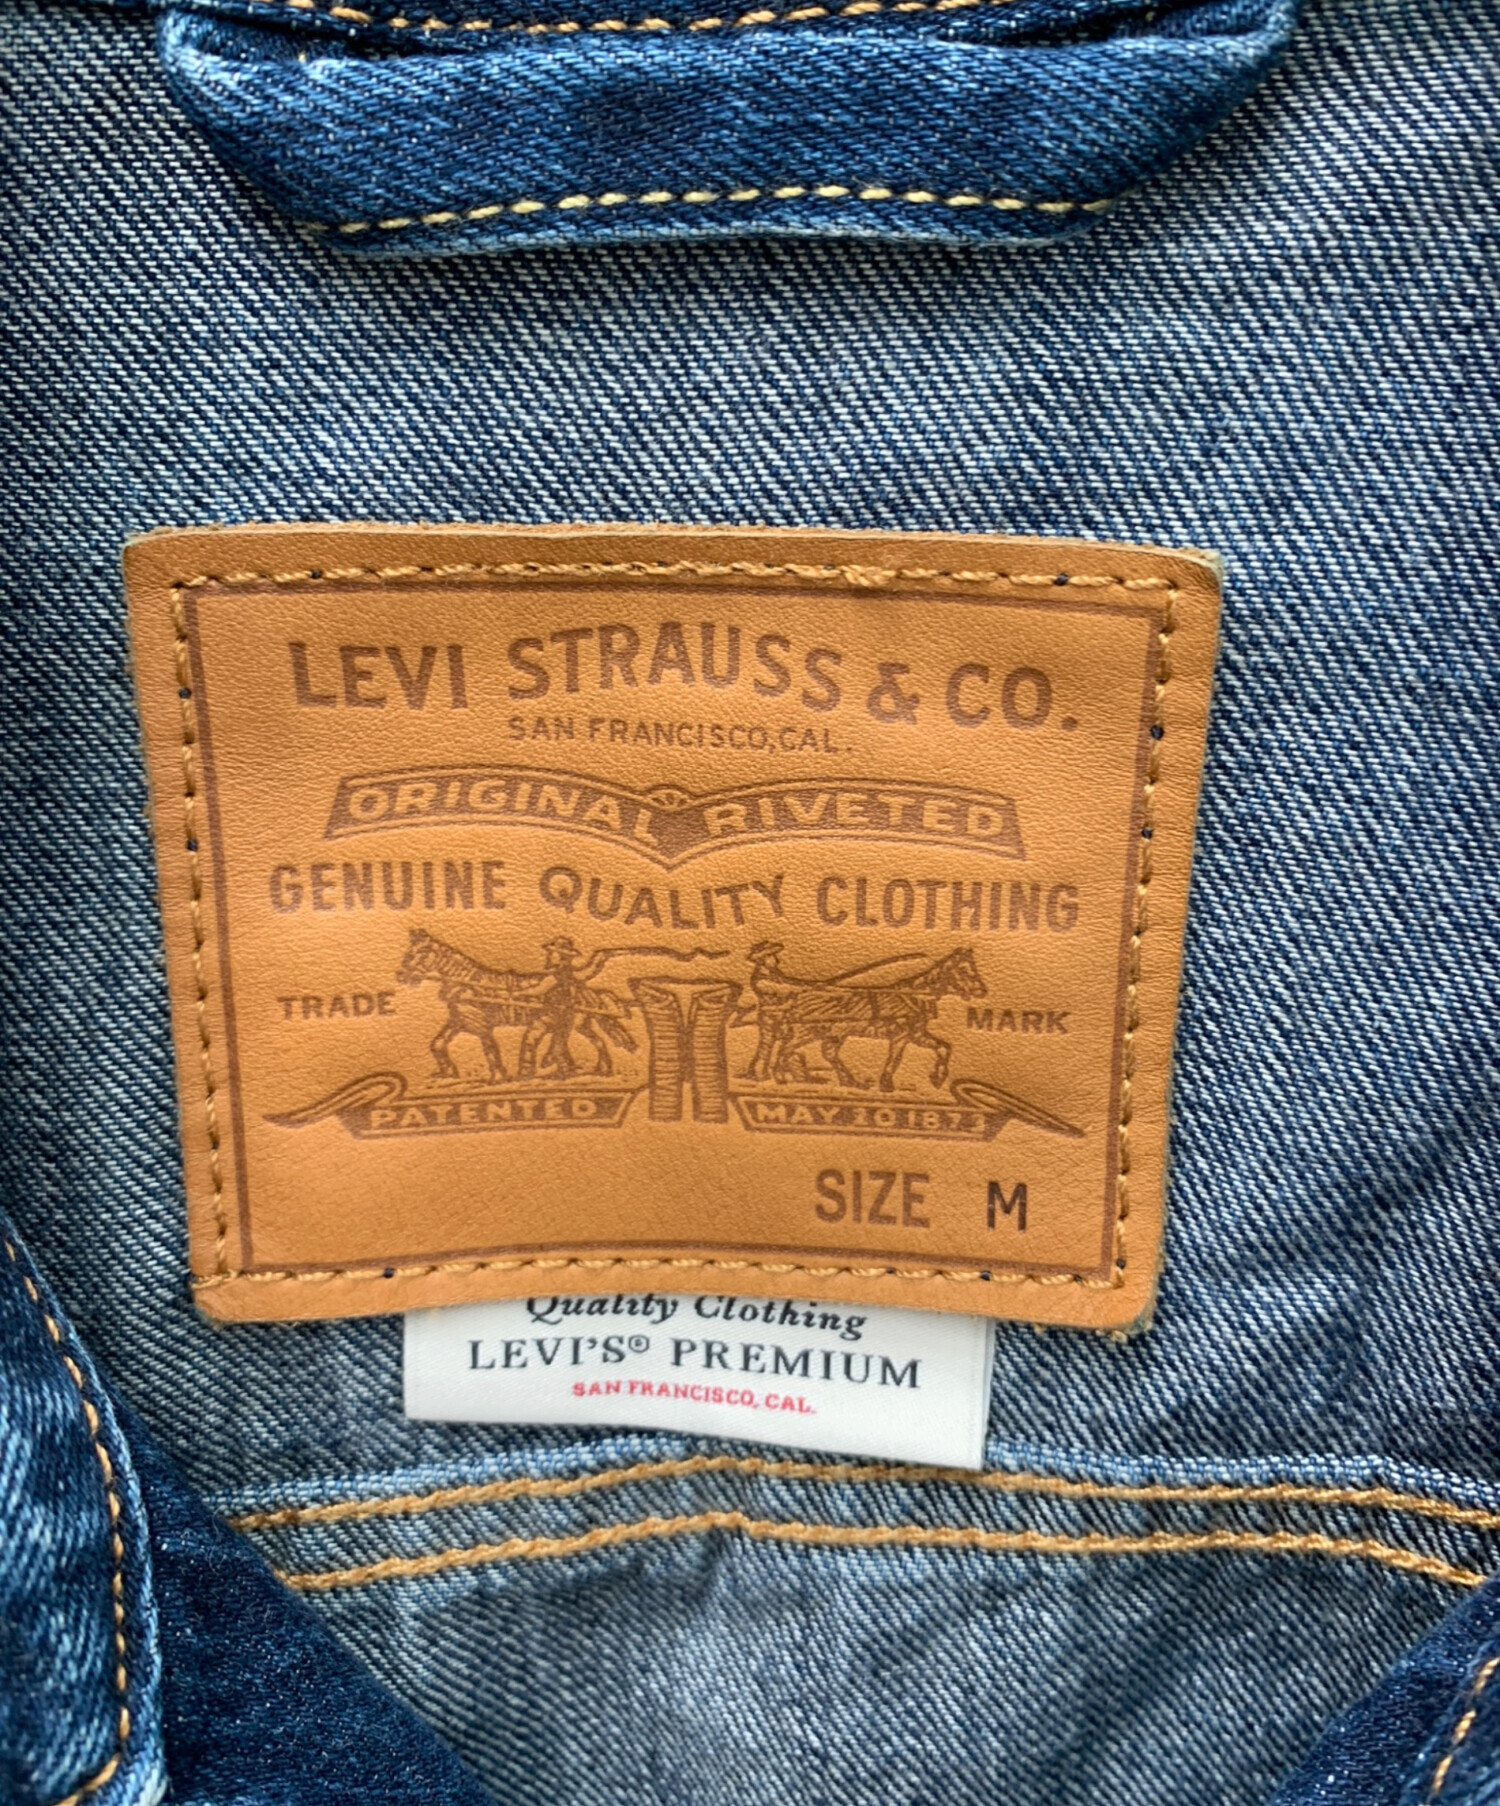 LEVI STRAUSS & CO.
SAN FRANCISCO, CAL.
ORIGINAL RIVETED
GENUINE QUALITY CLOTHING
TRADE MARK
PATENTED MAY 20 1873
SIZE M
Quality Clothing
LEVI'S® PREMIUM
SAN FRANCISCO, CAL.